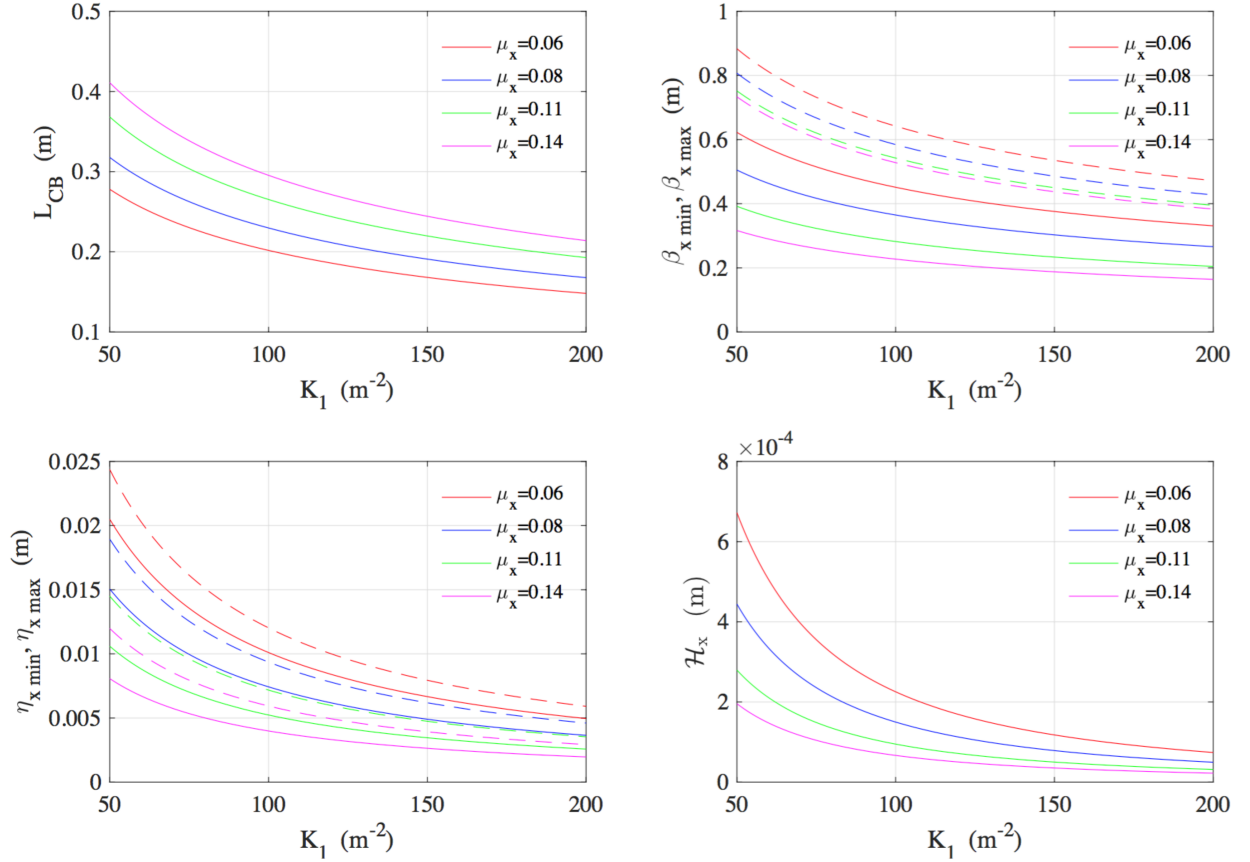 0.5
0.4
0.3
0.2
0.1
L_CB (m)
μ_x=0.06
μ_x=0.08
μ_x=0.11
μ_x=0.14
50 100 150 200
K_1 (m^-2)
1
0.8
0.6
0.4
0.2
0
β_x min, β_x max (m)
μ_x=0.06
μ_x=0.08
μ_x=0.11
μ_x=0.14
50 100 150 200
K_1 (m^-2)
0.025
0.02
0.015
0.01
0.005
0
η_x min, η_x max (m)
μ_x=0.06
μ_x=0.08
μ_x=0.11
μ_x=0.14
50 100 150 200
K_1 (m^-2)
×10^-4
8
6
4
2
0
ℋ_x (m)
μ_x=0.06
μ_x=0.08
μ_x=0.11
μ_x=0.14
50 100 150 200
K_1 (m^-2)